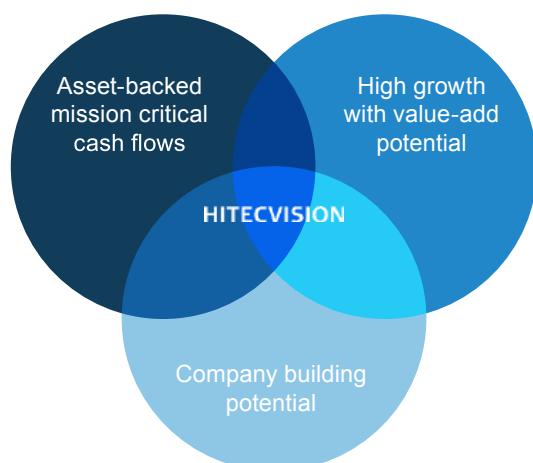 Asset-backed
mission critical
cash flows
High growth
with value-add
potential
HITECVISION
Company building
potential